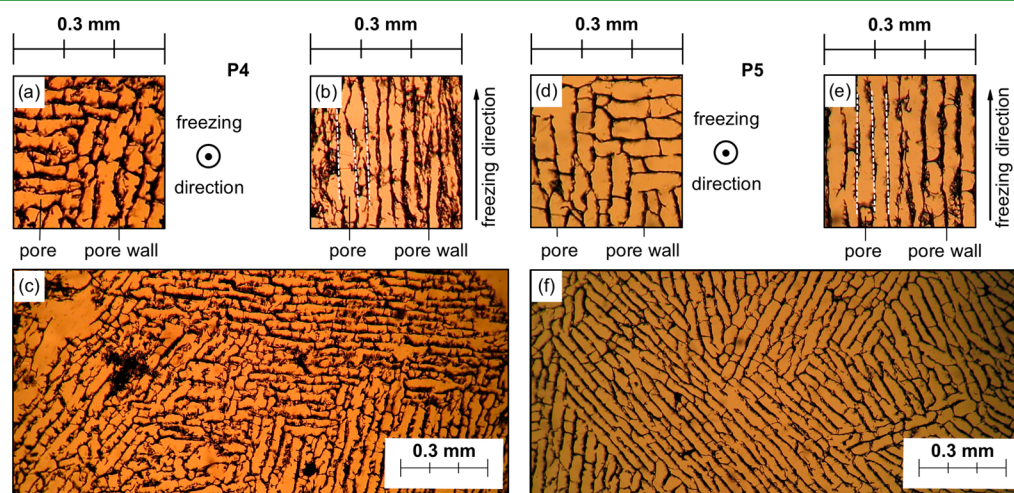 0.3 mm
0.3 mm
0.3 mm
0.3 mm
P4
P5
(a)
(b)
(d)
(e)
freezing
direction
freezing direction
freezing
direction
freezing direction
pore
pore wall
pore
pore wall
pore
pore wall
pore
pore wall
(c)
(f)
0.3 mm
0.3 mm